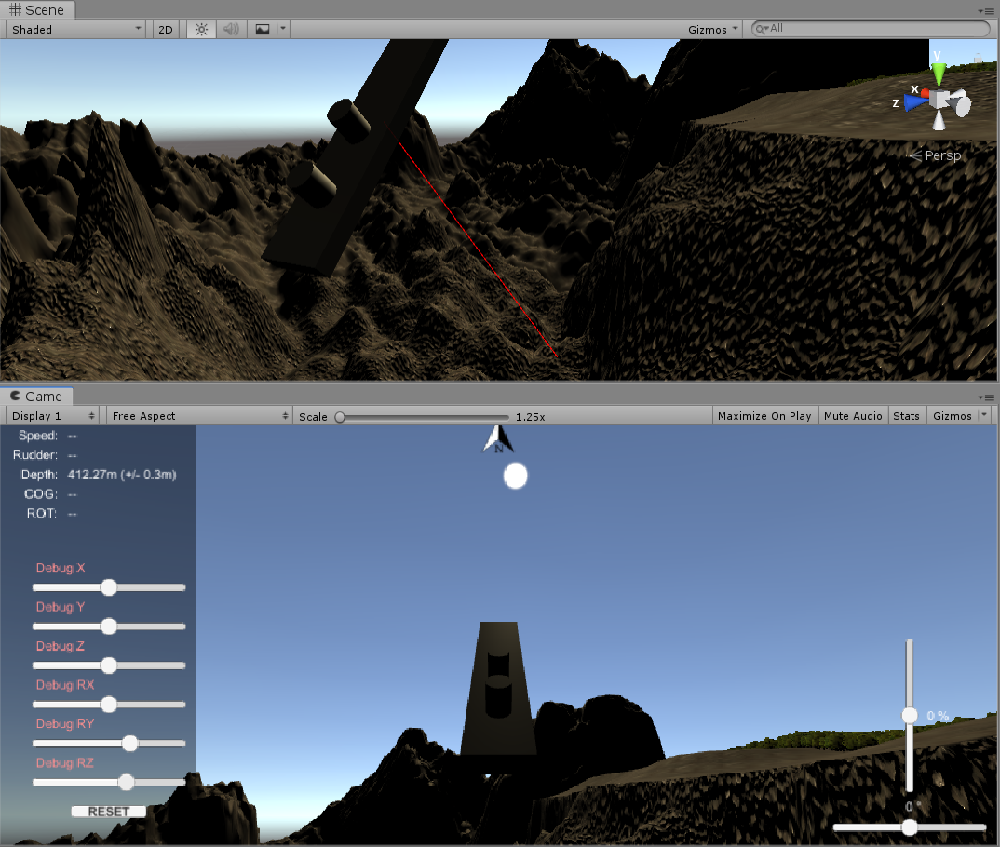 Scene
Shaded 2D Gizmos All
y
x
z
Persp
Game
Display 1 Free Aspect Scale 1.25x Maximize On Play Mute Audio Stats Gizmos
Speed: --
N
Rudder: --
Depth: 412.27m (+/- 0.3m)
COG: --
ROT: --
Debug X
Debug Y
Debug Z
Debug RX
Debug RY
0 %
Debug RZ
RESET
0 °